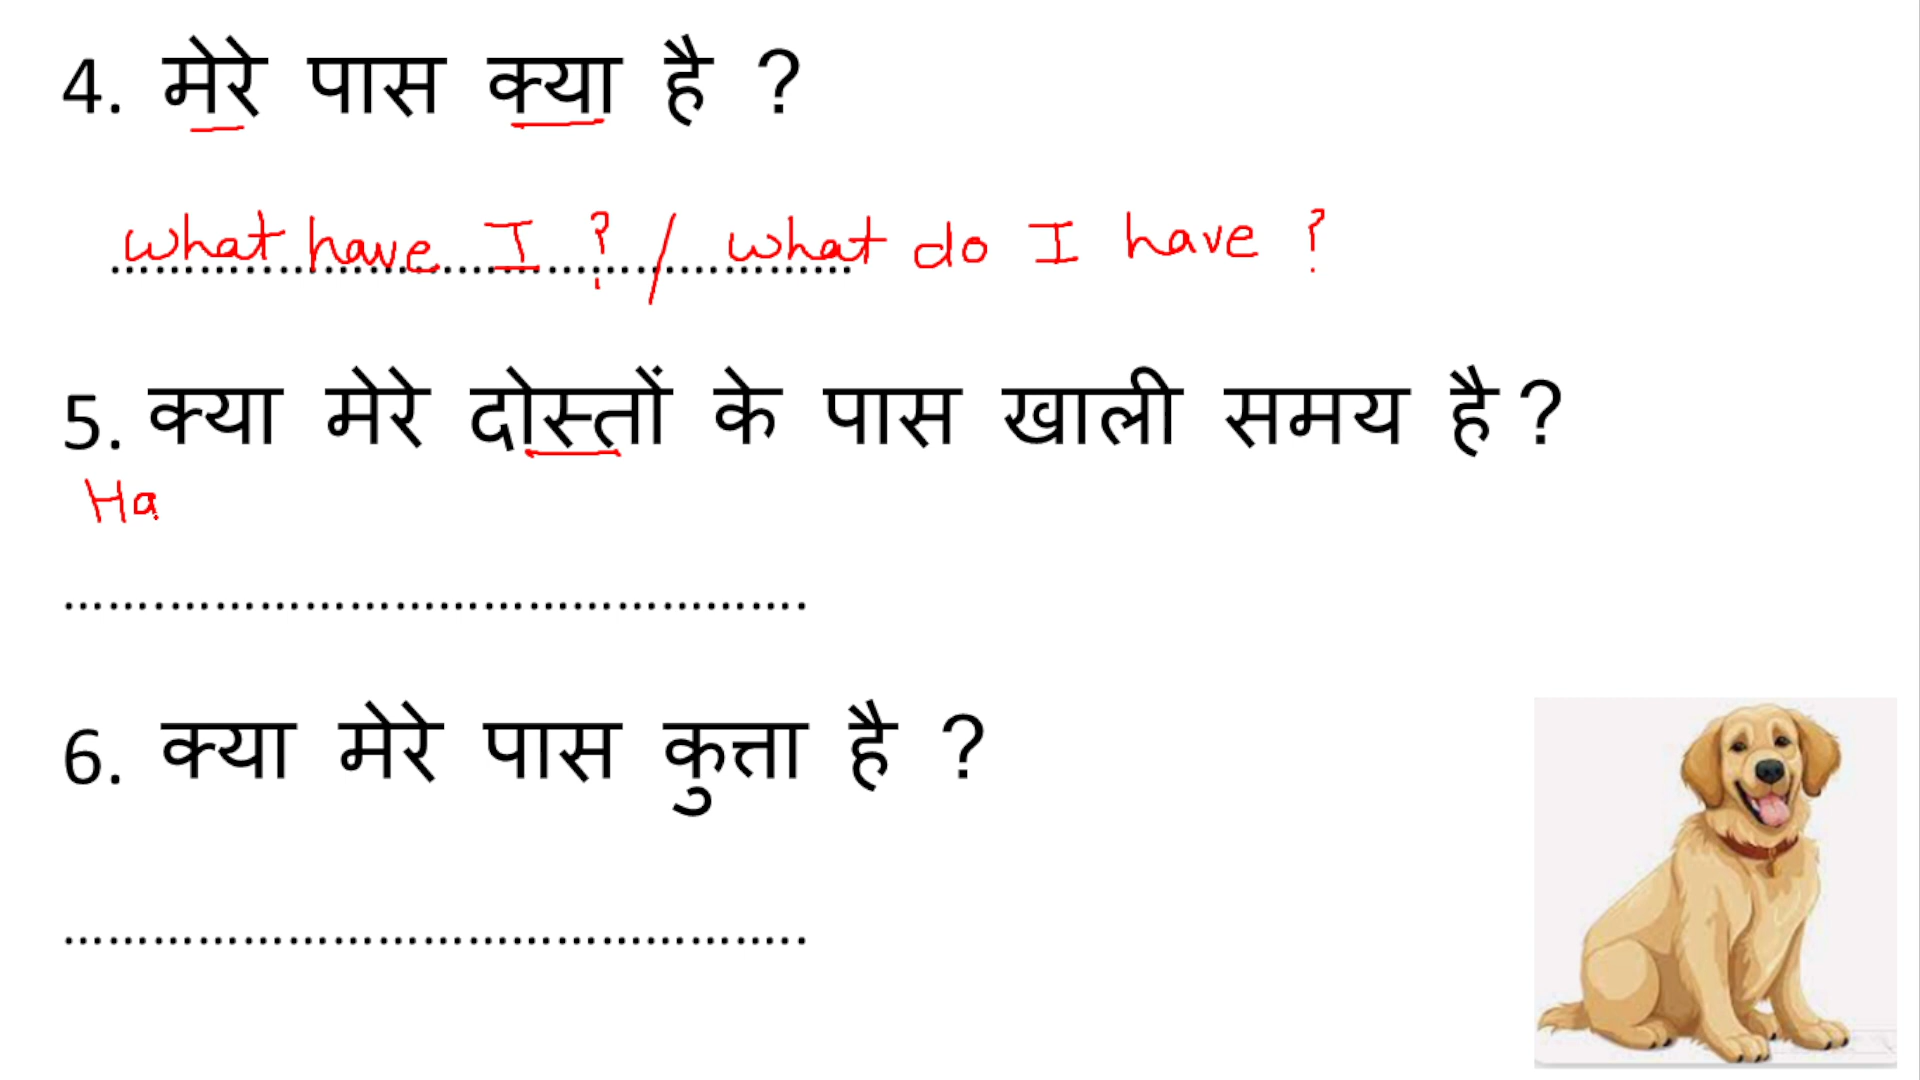 4. मेरे पास क्या है ?
what have I ? / what do I have ?
5. क्या मेरे दोस्तों के पास खाली समय है ?
Ha
6. क्या मेरे पास कुत्ता है ?